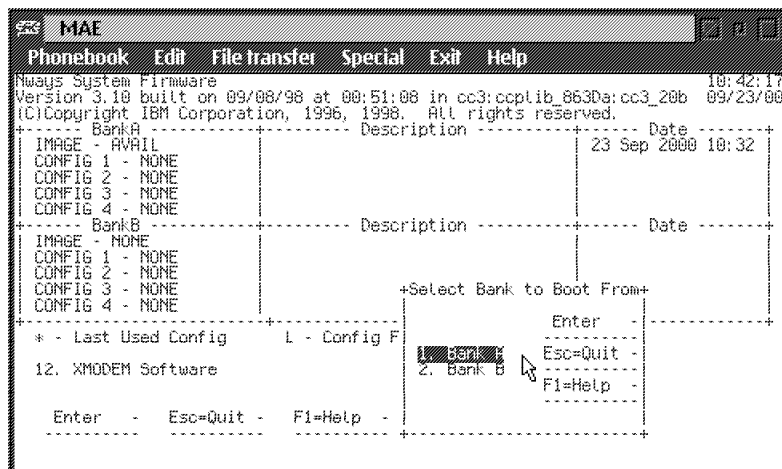 MAE
Phonebook Edit File transfer Special Exit Help
Nways System Firmware 10:42:17
Version 3.10 built on 09/08/98 at 00:51:08 in cc3:ccplib_863Da:cc3_20b 09/23/00
(C)Copyright IBM Corporation, 1996, 1998. All rights reserved.
BankA Description Date
IMAGE - AVAIL 23 Sep 2000 10:32
CONFIG 1 - NONE
CONFIG 2 - NONE
CONFIG 3 - NONE
CONFIG 4 - NONE
BankB Description Date
IMAGE - NONE
CONFIG 1 - NONE
CONFIG 2 - NONE
CONFIG 3 - NONE
CONFIG 4 - NONE
Select Bank to Boot From
Enter
1. Bank A Esc=Quit -
2. Bank B
F1=Help -
* - Last Used Config L - Config F
12. XMODEM Software
Enter - Esc=Quit - F1=Help -